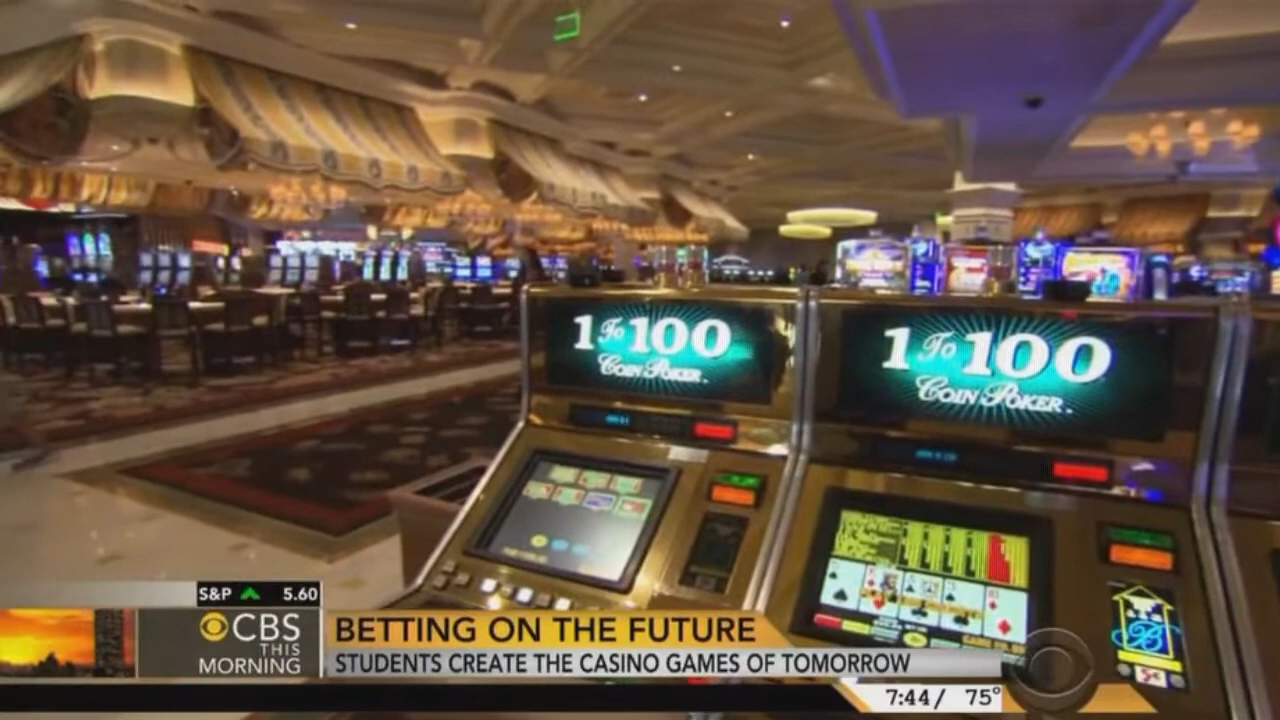 1 To 100
Coin Poker
1 To 100
Coin Poker
S&P 5.60
CBS
THIS
MORNING
BETTING ON THE FUTURE
STUDENTS CREATE THE CASINO GAMES OF TOMORROW
7:44/ 75°
B
5¢